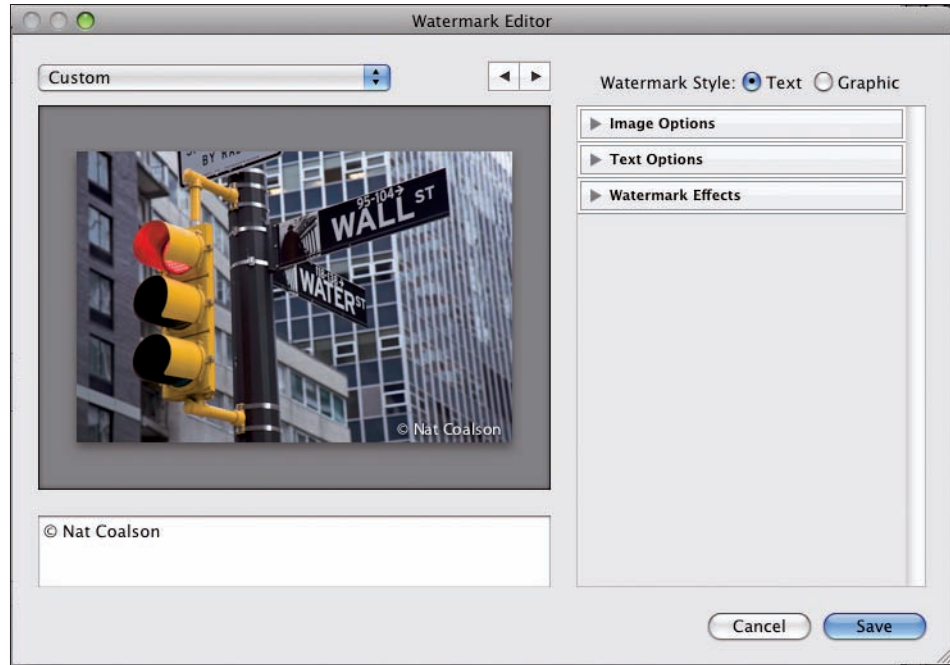 Watermark Editor
Custom
Watermark Style: Text Graphic
Image Options
Text Options
Watermark Effects
BY
95-104→
WALL ST
WATER ST
© Nat Coalson
© Nat Coalson
Cancel Save